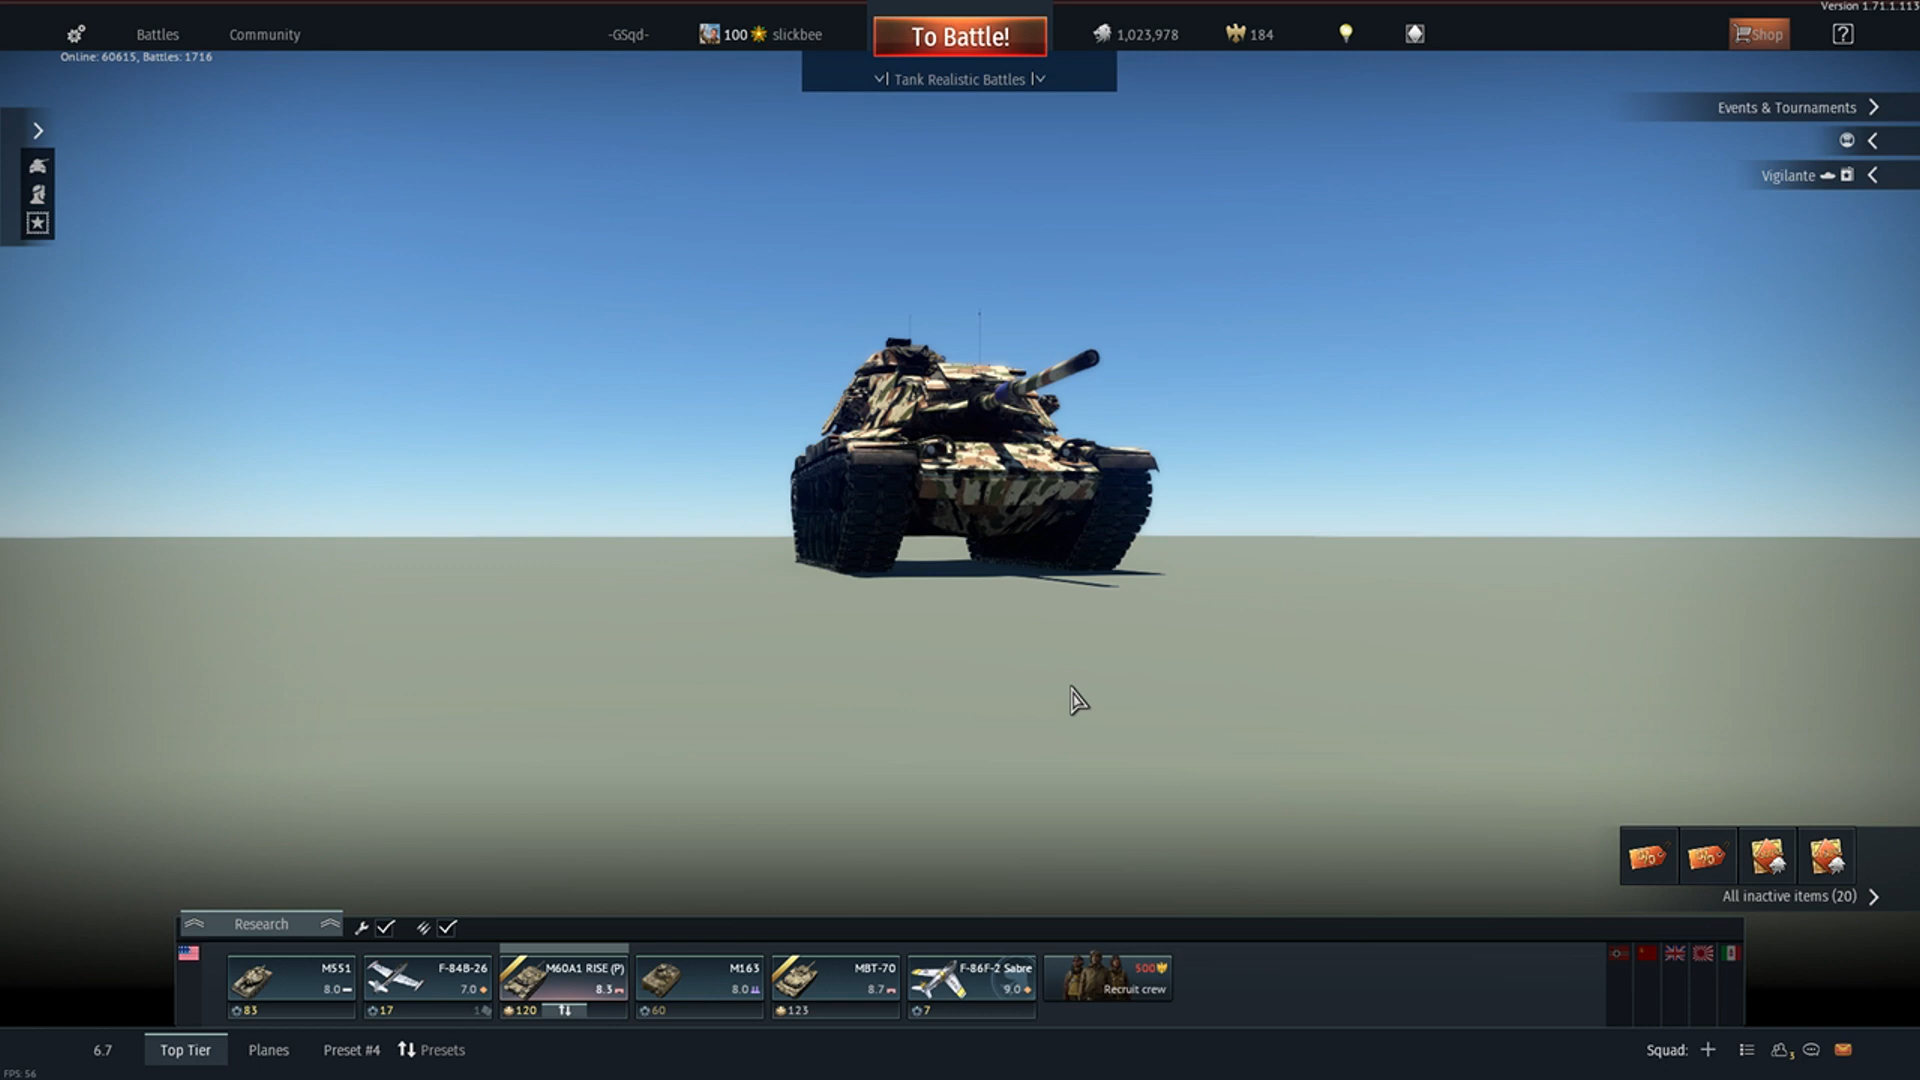 Version 1.71.1.113
Battles
Community
-GSqd-
100 slickbee
To Battle!
1,023,978
184
Shop
?
Online: 60615, Battles: 1716
Tank Realistic Battles
Events & Tournaments
Vigilante
All inactive items (20)
Research
M551
8.0
83
F-84B-26
7.0
17
1
M60A1 RISE (P)
8.3
120
M163
8.0
60
MBT-70
8.7
123
F-86F-2 Sabre
9.0
7
500
Recruit crew
6.7
Top Tier
Planes
Preset #4
Presets
Squad:
3
FPS: 56